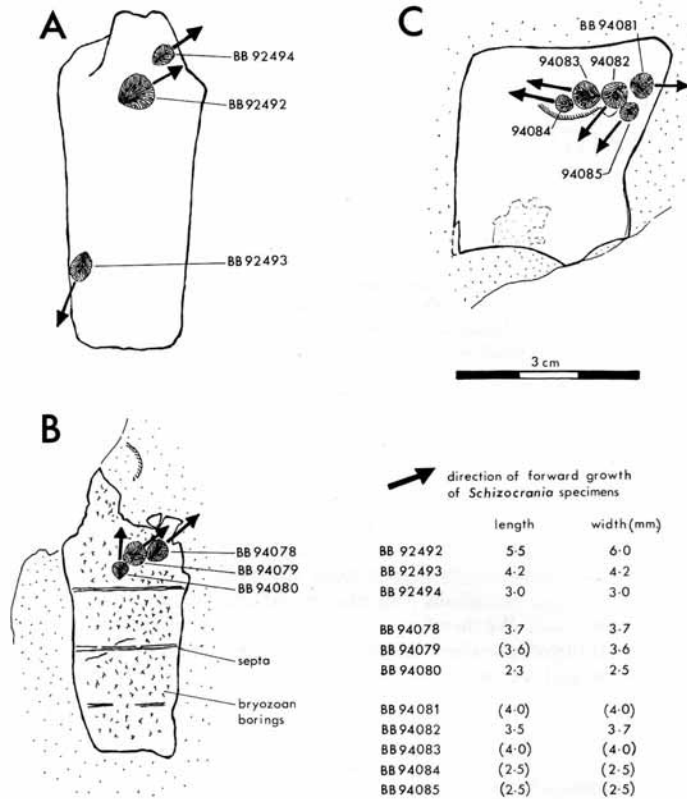 A
BB 92494
BB 92492
BB 92493
C
BB 94081
94083 94082
94084
94085
3 cm
B
BB 94078
BB 94079
BB 94080
septa
bryozoan
borings
direction of forward growth
of Schizocrania specimens
length width (mm)
BB 92492 5·5 6·0
BB 92493 4·2 4·2
BB 92494 3·0 3·0
BB 94078 3·7 3·7
BB 94079 (3·6) 3·6
BB 94080 2·3 2·5
BB 94081 (4·0) (4·0)
BB 94082 3·5 3·7
BB 94083 (4·0) (4·0)
BB 94084 (2·5) (2·5)
BB 94085 (2·5) (2·5)